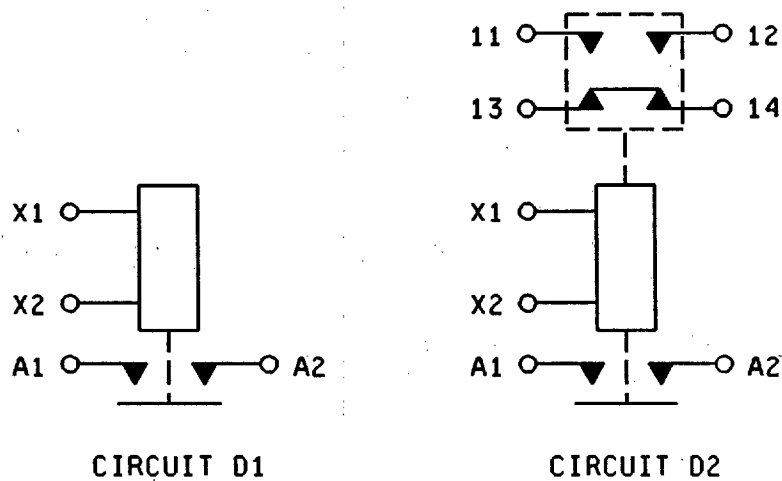 11 12
13 14
X1 X1
X2 X2
A1 A2 A1 A2
CIRCUIT D1 CIRCUIT D2